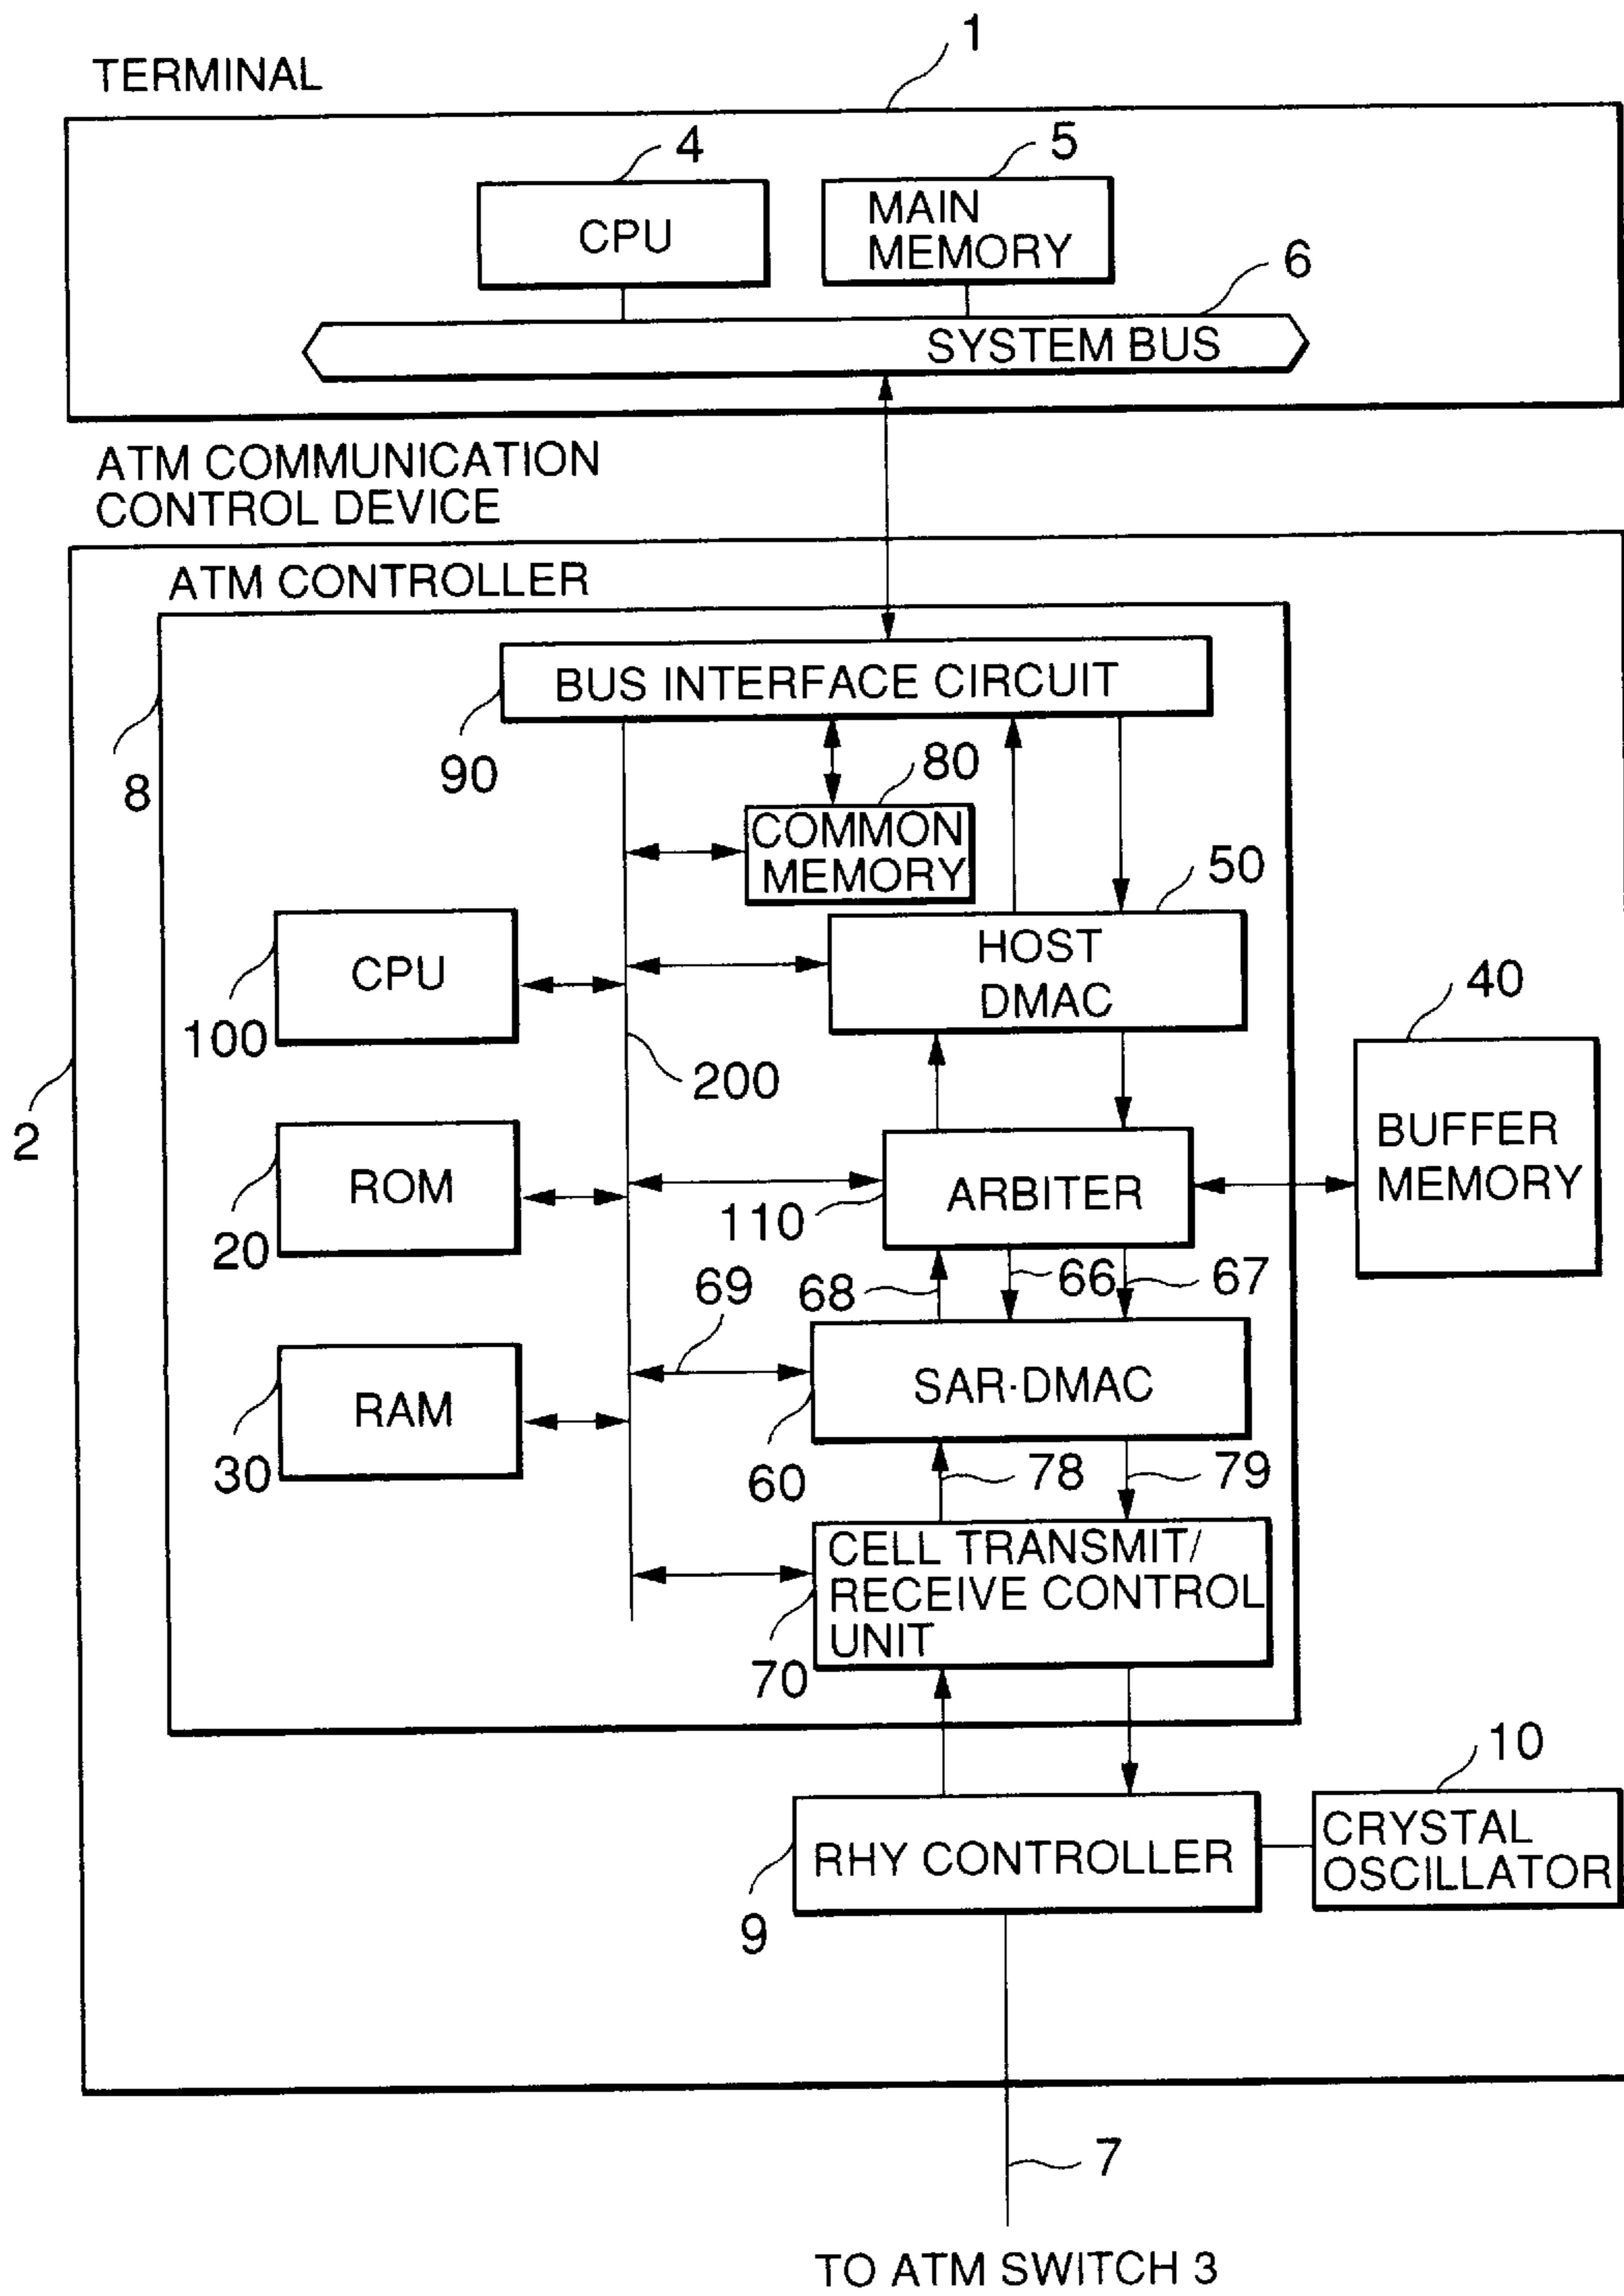 1
TERMINAL
4
5
CPU
MAIN
MEMORY
6
SYSTEM BUS
ATM COMMUNICATION
CONTROL DEVICE
ATM CONTROLLER
BUS INTERFACE CIRCUIT
8
90
80
COMMON
MEMORY
50
HOST
DMAC
CPU
100
40
200
2
BUFFER
MEMORY
ROM
20
ARBITER
110
69
68
66
67
RAM
30
SAR·DMAC
60
78
79
CELL TRANSMIT/
RECEIVE CONTROL
UNIT
70
10
RHY CONTROLLER
CRYSTAL
OSCILLATOR
9
7
TO ATM SWITCH 3